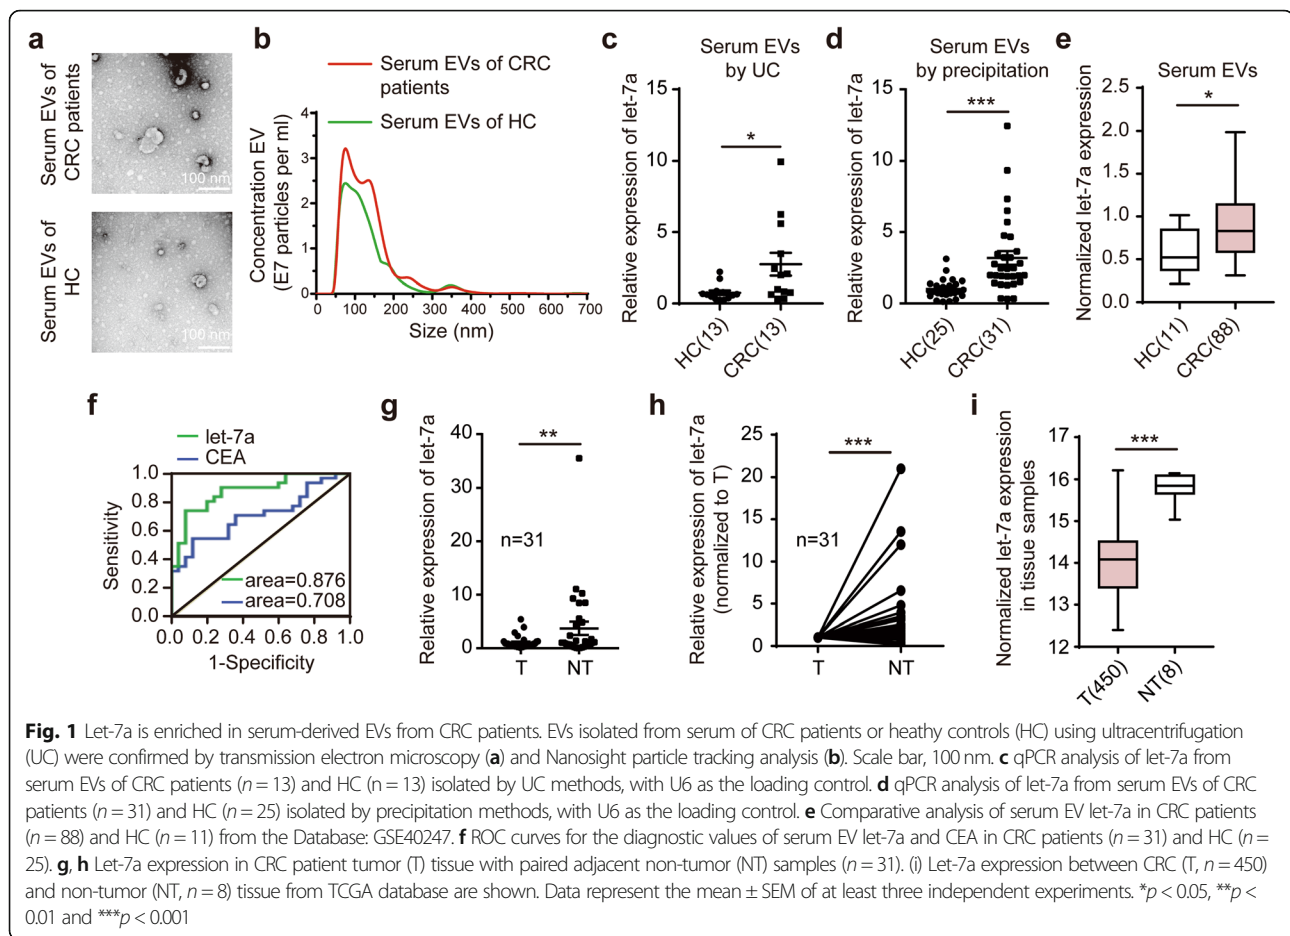 a
Serum EVs of
CRC patients
100 nm
Serum EVs of
HC
100 nm
b
Serum EVs of CRC
patients
Serum EVs of HC
Concentration EV
(E7 particles per ml)
4
3
2
1
0
0 100 200 300 400 500 600 700
Size (nm)
c
Serum EVs
by UC
Relative expression of let-7a
15
10
5
0
*
HC(13)
CRC(13)
d
Serum EVs
by precipitation
Relative expression of let-7a
15
10
5
0
***
HC(25)
CRC(31)
e
Serum EVs
Normalized let-7a expression
2.5
2.0
1.5
1.0
0.5
0.0
*
HC(11)
CRC(88)
f
let-7a
CEA
Sensitivity
1.0
0.8
0.6
0.4
0.2
0.0
area=0.876
area=0.708
0.0 0.2 0.4 0.6 0.8 1.0
1-Specificity
g
Relative expression of let-7a
40
30
20
10
0
**
n=31
T NT
h
Relative expression of let-7a
(normalized to T)
25
20
15
10
5
0
***
n=31
T NT
i
Normalized let-7a expression
in tissue samples
17
16
15
14
13
12
***
T(450)
NT(8)
Fig. 1 Let-7a is enriched in serum-derived EVs from CRC patients. EVs isolated from serum of CRC patients or heathy controls (HC) using ultracentrifugation
(UC) were confirmed by transmission electron microscopy (a) and Nanosight particle tracking analysis (b). Scale bar, 100 nm. c qPCR analysis of let-7a from
serum EVs of CRC patients (n = 13) and HC (n = 13) isolated by UC methods, with U6 as the loading control. d qPCR analysis of let-7a from serum EVs of CRC
patients (n = 31) and HC (n = 25) isolated by precipitation methods, with U6 as the loading control. e Comparative analysis of serum EV let-7a in CRC patients
(n = 88) and HC (n = 11) from the Database: GSE40247. f ROC curves for the diagnostic values of serum EV let-7a and CEA in CRC patients (n = 31) and HC (n =
25). g, h Let-7a expression in CRC patient tumor (T) tissue with paired adjacent non-tumor (NT) samples (n = 31). (i) Let-7a expression between CRC (T, n = 450)
and non-tumor (NT, n = 8) tissue from TCGA database are shown. Data represent the mean ± SEM of at least three independent experiments. *p < 0.05, **p <
0.01 and ***p < 0.001